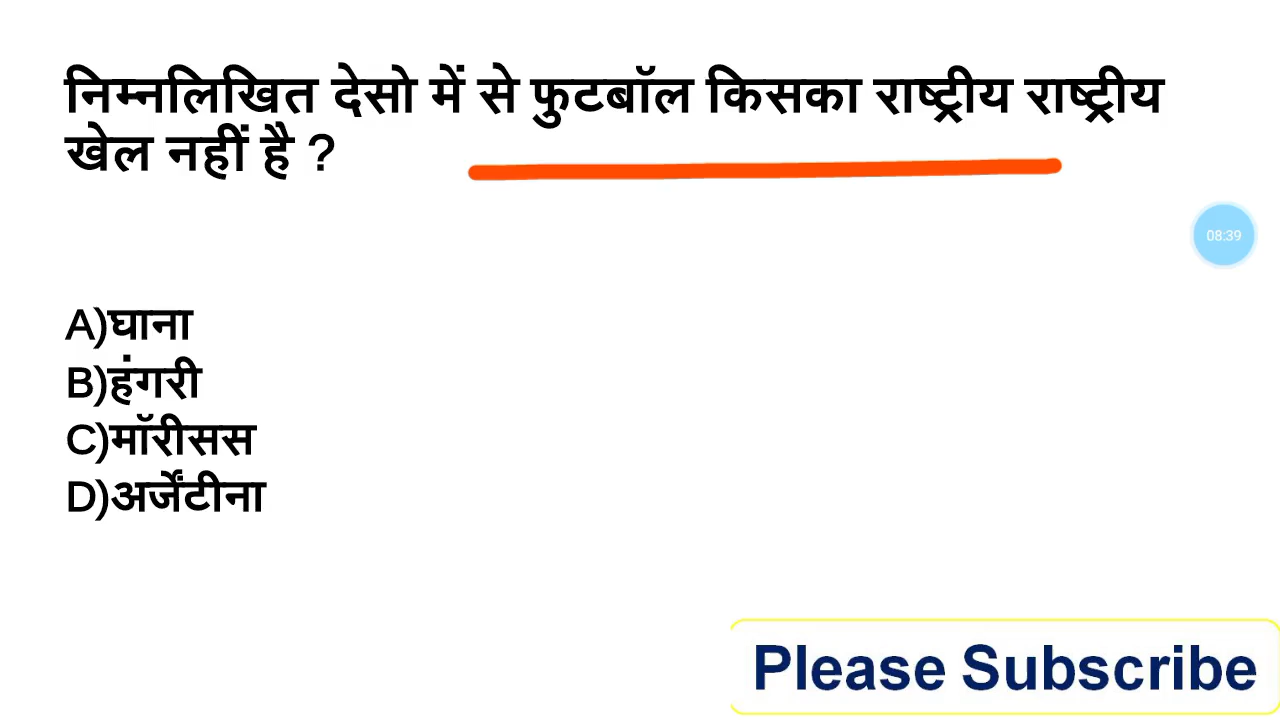 निम्नलिखित देसो में से फुटबॉल किसका राष्ट्रीय राष्ट्रीय
खेल नहीं है ?
08:39
A)घाना
B)हंगरी
C)मॉरीसस
D)अर्जेंटीना
Please Subscribe